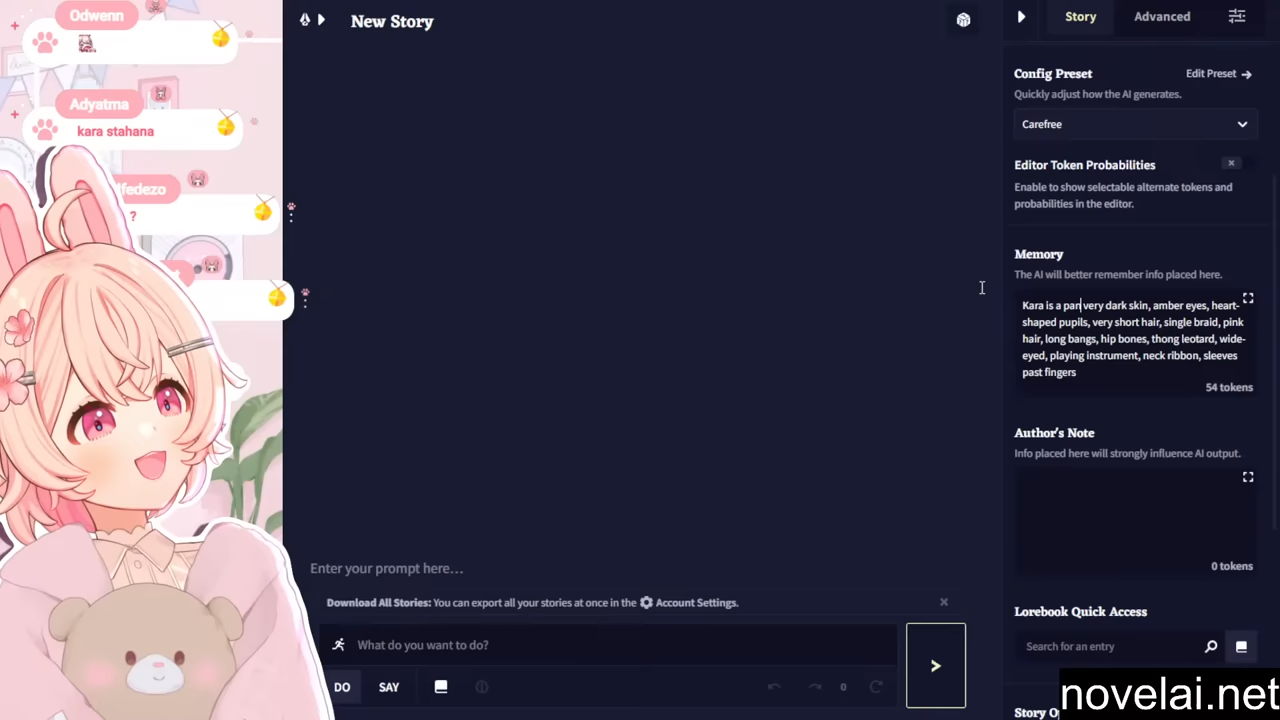 Odwenn
Adyatma
kara stahana
lfedezo
?
New Story
Enter your prompt here...
Download All Stories: You can export all your stories at once in the Account Settings.
What do you want to do?
DO
SAY
0
>
Story
Advanced
Config Preset
Edit Preset
Quickly adjust how the AI generates.
Carefree
Editor Token Probabilities
Enable to show selectable alternate tokens and
probabilities in the editor.
Memory
The AI will better remember info placed here.
Kara is a pan very dark skin, amber eyes, heart-
shaped pupils, very short hair, single braid, pink
hair, long bangs, hip bones, thong leotard, wide-
eyed, playing instrument, neck ribbon, sleeves
past fingers
54 tokens
Author's Note
Info placed here will strongly influence AI output.
0 tokens
Lorebook Quick Access
Search for an entry
Story Op
novelai.net